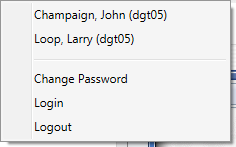 Champaign, John (dgt05)
Loop, Larry (dgt05)
Change Password
Login
Logout